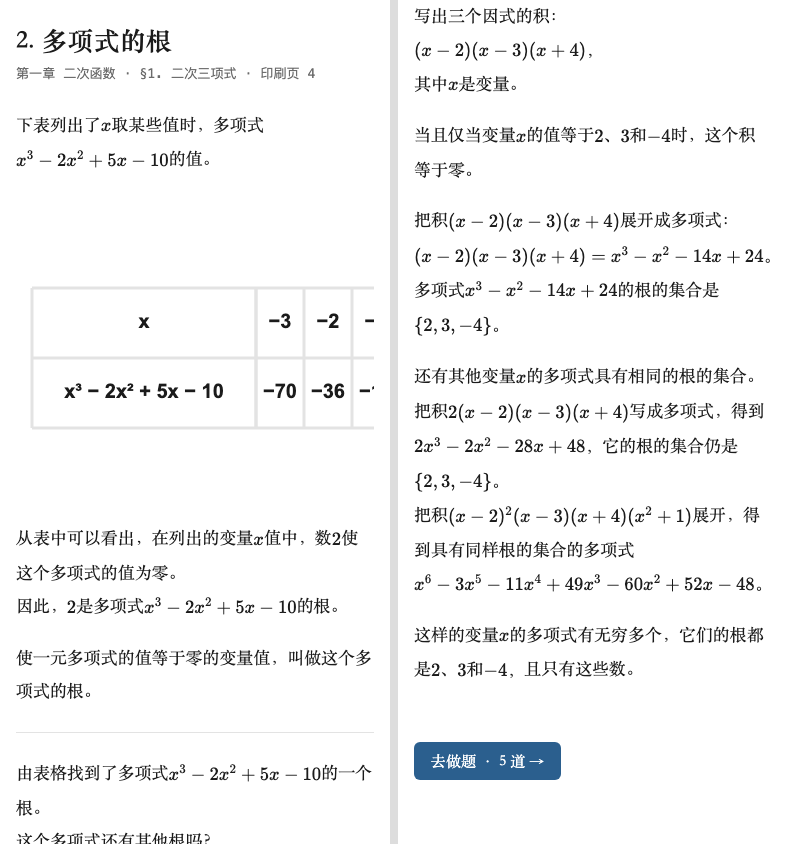 2. 多项式的根
第一章 二次函数 · §1. 二次三项式 · 印刷页 4
下表列出了x取某些值时，多项式
x³ − 2x² + 5x − 10的值。
x −3 −2
x³ − 2x² + 5x − 10 −70 −36
从表中可以看出，在列出的变量x值中，数2使
这个多项式的值为零。
因此，2是多项式x³ − 2x² + 5x − 10的根。
使一元多项式的值等于零的变量值，叫做这个多
项式的根。
由表格找到了多项式x³ − 2x² + 5x − 10的一个
根。
这个多项式还有其他根吗?
写出三个因式的积：
(x − 2)(x − 3)(x + 4),
其中x是变量。
当且仅当变量x的值等于2、3和−4时，这个积
等于零。
把积(x − 2)(x − 3)(x + 4)展开成多项式：
(x − 2)(x − 3)(x + 4) = x³ − x² − 14x + 24。
多项式x³ − x² − 14x + 24的根的集合是
{2, 3, −4}。
还有其他变量x的多项式具有相同的根的集合。
把积2(x − 2)(x − 3)(x + 4)写成多项式，得到
2x³ − 2x² − 28x + 48，它的根的集合仍是
{2, 3, −4}。
把积(x − 2)²(x − 3)(x + 4)(x² + 1)展开，得
到具有同样根的集合的多项式
x⁶ − 3x⁵ − 11x⁴ + 49x³ − 60x² + 52x − 48。
这样的变量x的多项式有无穷多个，它们的根都
是2、3和−4，且只有这些数。
去做题 · 5 道 →